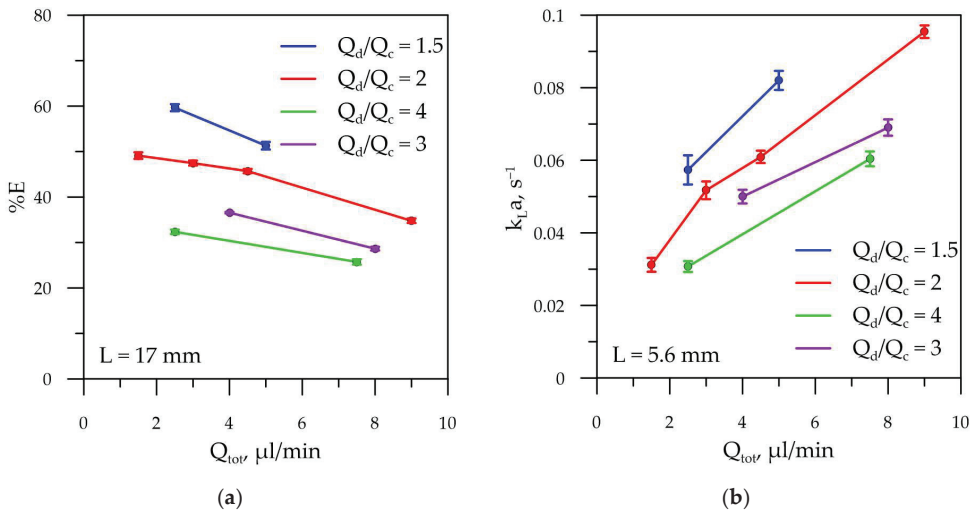 80
60
40
20
0
%E
Q_d/Q_c = 1.5
Q_d/Q_c = 2
Q_d/Q_c = 4
Q_d/Q_c = 3
L = 17 mm
0 2 4 6 8 10
Q_tot, µl/min
(a)
0.1
0.08
0.06
0.04
0.02
0
k_La, s⁻¹
Q_d/Q_c = 1.5
Q_d/Q_c = 2
Q_d/Q_c = 4
Q_d/Q_c = 3
L = 5.6 mm
0 2 4 6 8 10
Q_tot, µl/min
(b)